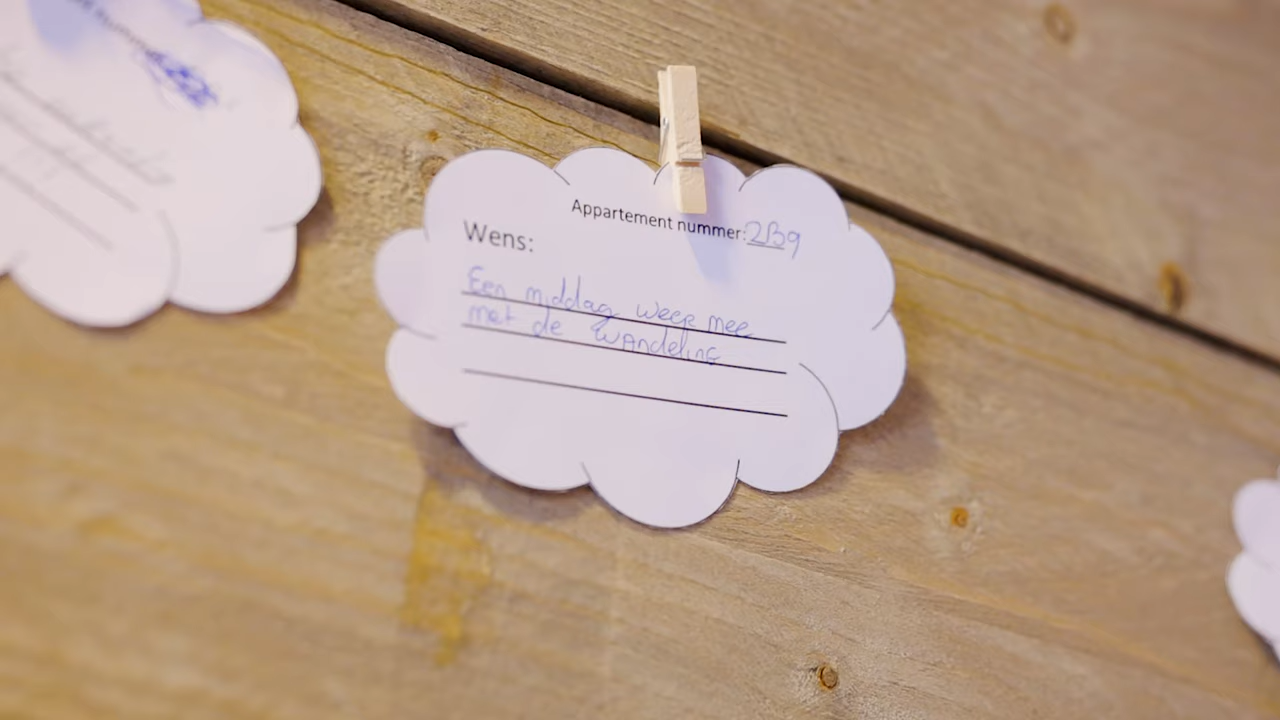 Appartement nummer: 2B9
Wens:
Een middag weer mee
met de wandeling